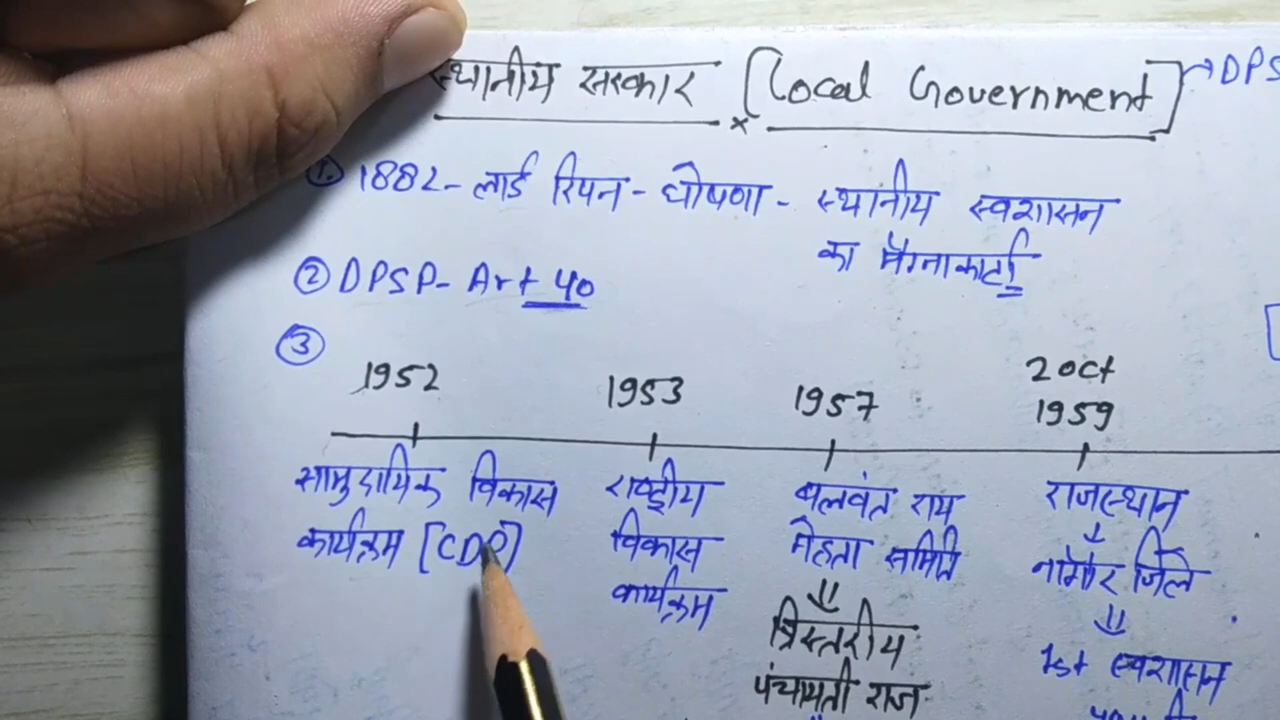 स्थानीय सरकार [Local Government] → DPS
1. 1882 - लार्ड रिपन - घोषणा - स्थानीय स्वशासन
का मैग्नाकार्टा
② DPSP - Art 40
③
1952 1953 1957 2 Oct 1959
सामुदायिक विकास कार्यक्रम [CDP]
राष्ट्रीय विकास कार्यक्रम
बलवंत राय मेहता समिति
⇓
त्रिस्तरीय
पंचायती राज
राजस्थान
↓
नागौर जिले
⇓
1st स्वशासन